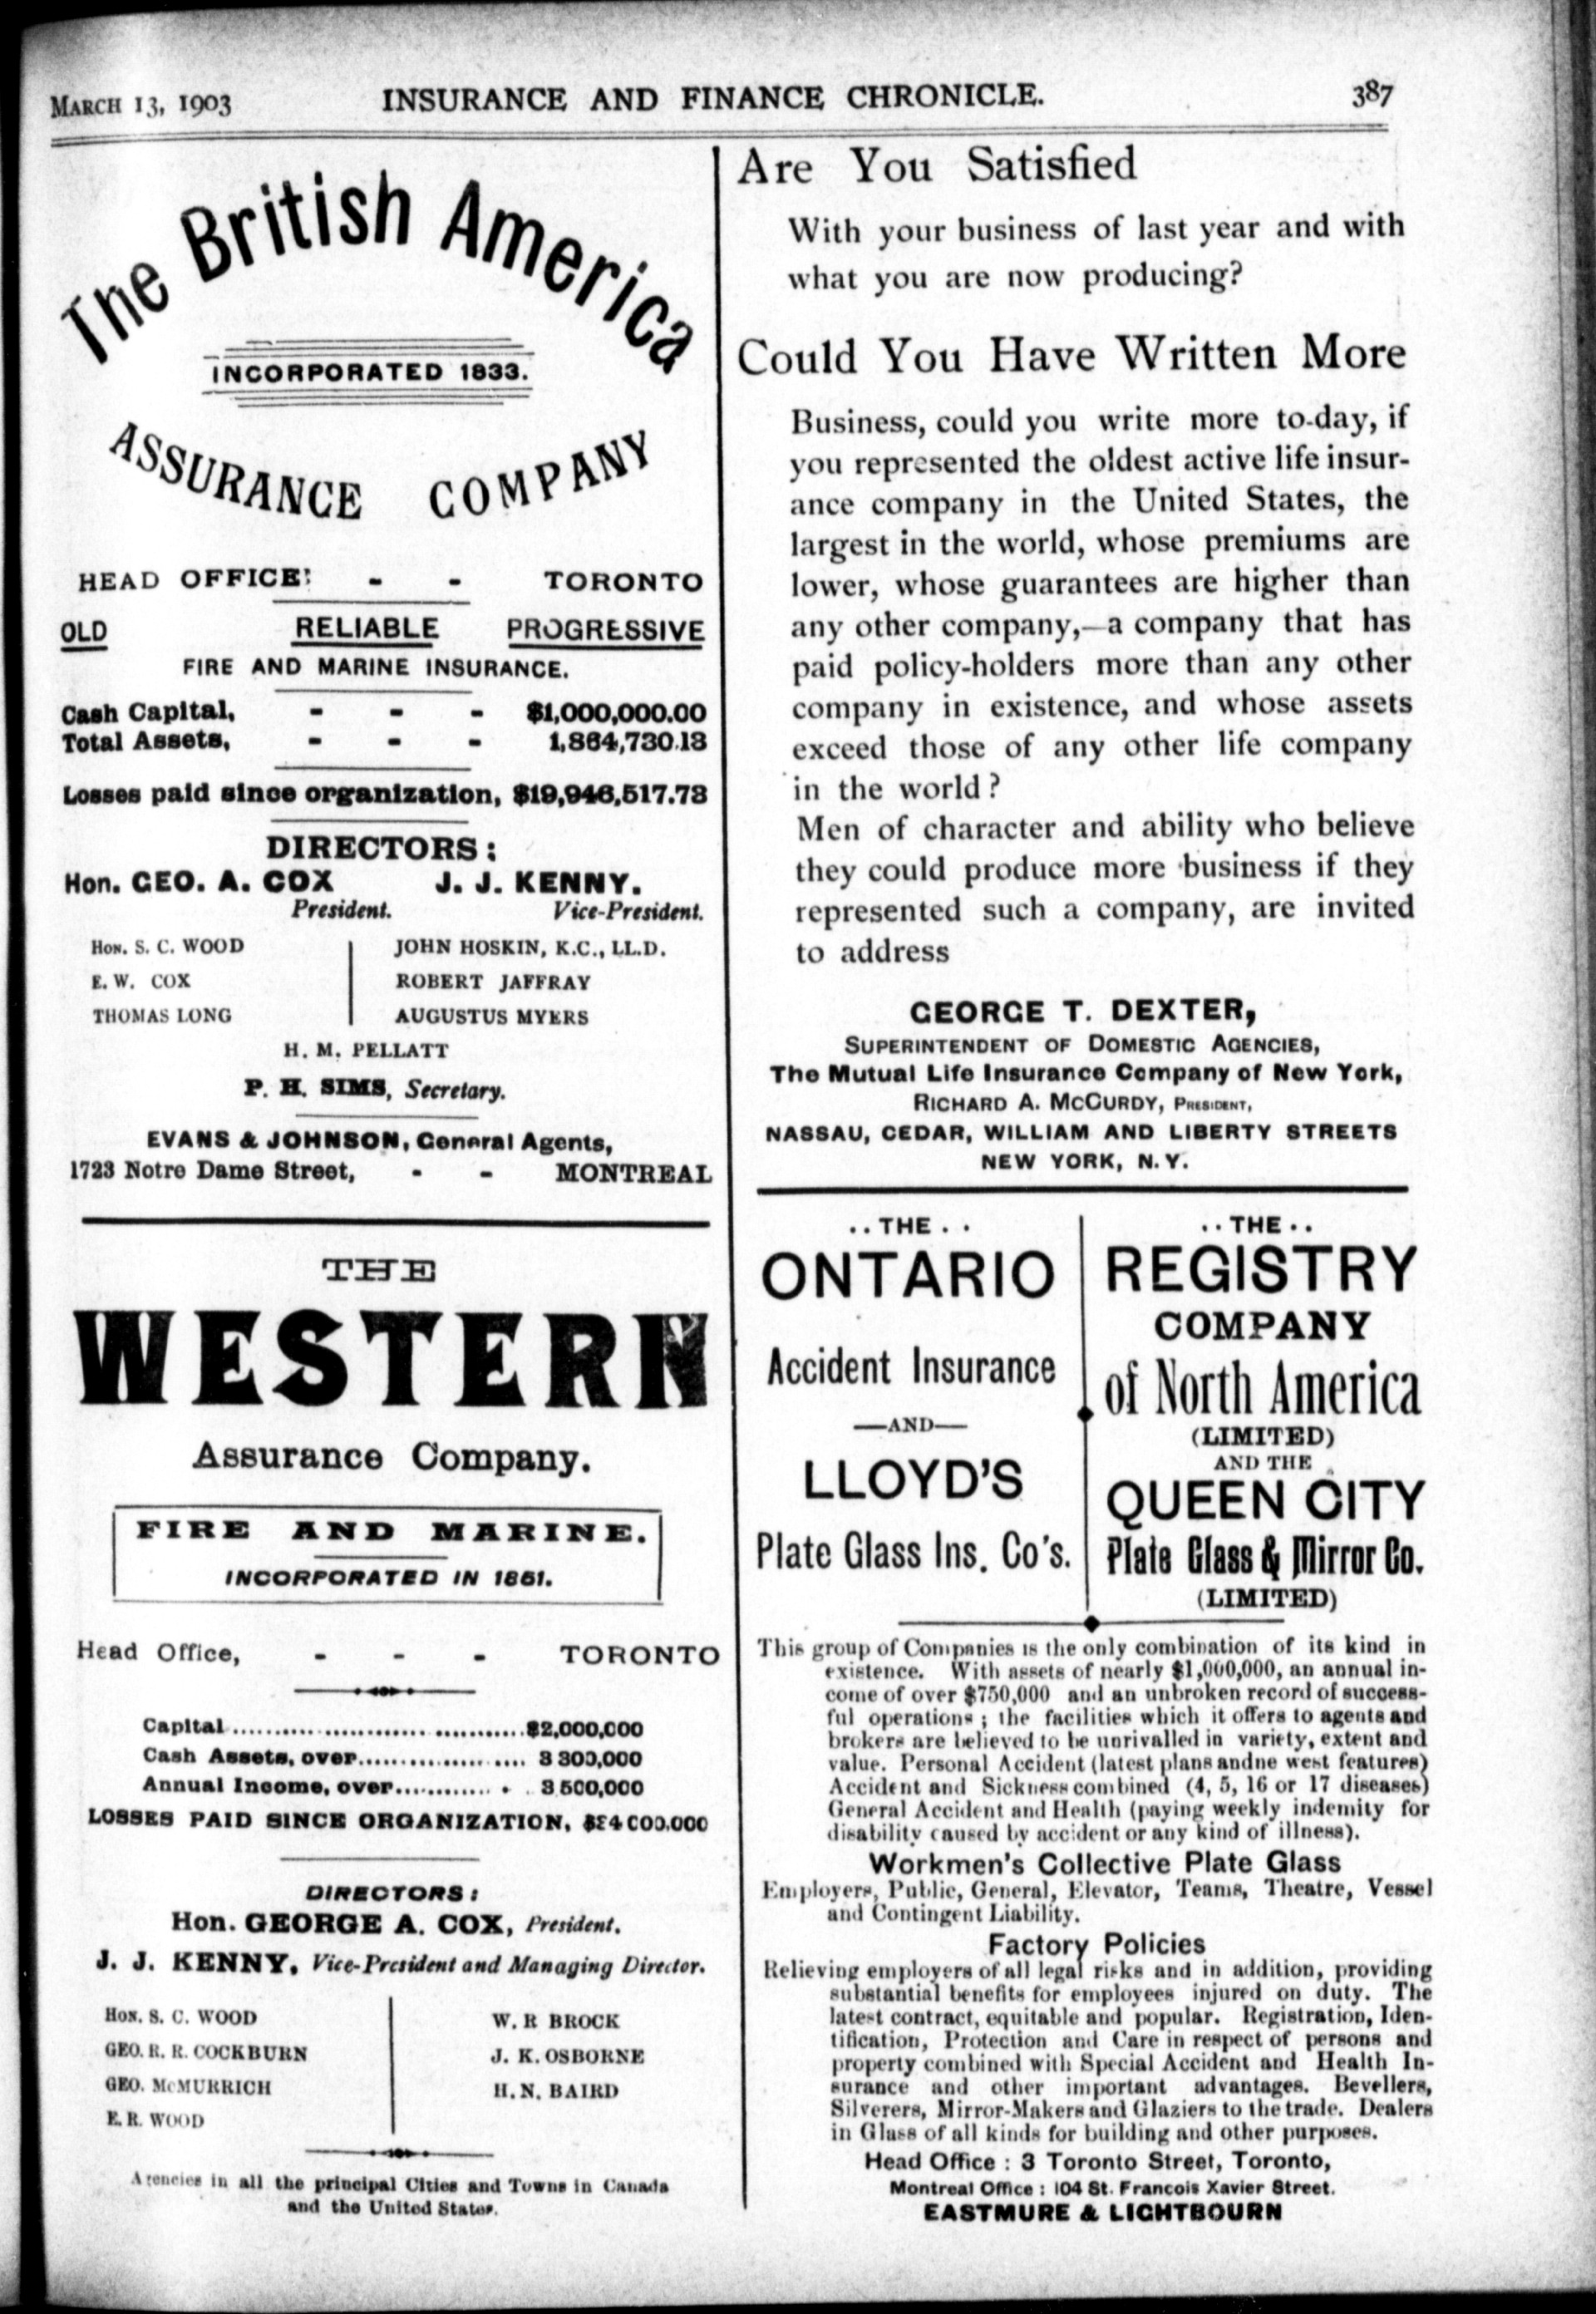 MARCH 13, 1903
INSURANCE AND FINANCE CHRONICLE.
387
The British America
INCORPORATED 1833.
ASSURANCE COMPANY
HEAD OFFICE: - - TORONTO
OLD RELIABLE PROGRESSIVE
FIRE AND MARINE INSURANCE.
Cash Capital, - - - $1,000,000.00
Total Assets, - - - 1,864,730.13
Losses paid since organization, $19,946,517.73
DIRECTORS:
Hon. GEO. A. COX J. J. KENNY.
President. Vice-President.
HON. S. C. WOOD JOHN HOSKIN, K.C., LL.D.
E. W. COX ROBERT JAFFRAY
THOMAS LONG AUGUSTUS MYERS
H. M. PELLATT
P. H. SIMS, Secretary.
EVANS & JOHNSON, General Agents,
1723 Notre Dame Street, - - MONTREAL
THE
WESTERN
Assurance Company.
FIRE AND MARINE.
INCORPORATED IN 1851.
Head Office, - - - TORONTO
Capital ........................................ $2,000,000
Cash Assets, over........................ 3 300,000
Annual Income, over................ 3 500,000
LOSSES PAID SINCE ORGANIZATION,
DIRECTORS:
Hon. GEORGE A. COX, President.
J. J. KENNY, Vice-President and Managing Director.
HON. S. C. WOOD W. R BROCK
GEO. R. R. COCKBURN J. K. OSBORNE
GEO. McMURRICH H. N. BAIRD
E. R. WOOD
Agencies in all the principal Cities and Towns in Canada
and the United States.
Are You Satisfied
With your business of last year and with
what you are now producing?
Could You Have Written More
Business, could you write more to-day, if
you represented the oldest active life insur-
ance company in the United States, the
largest in the world, whose premiums are
lower, whose guarantees are higher than
any other company,—a company that has
paid policy-holders more than any other
company in existence, and whose assets
exceed those of any other life company
in the world?
Men of character and ability who believe
they could produce more business if they
represented such a company, are invited
to address
GEORGE T. DEXTER,
SUPERINTENDENT OF DOMESTIC AGENCIES,
The Mutual Life Insurance Company of New York,
RICHARD A. McCURDY, PRESIDENT,
NASSAU, CEDAR, WILLIAM AND LIBERTY STREETS
NEW YORK, N. Y.
. . THE . .
ONTARIO
Accident Insurance
—AND—
LLOYD'S
Plate Glass Ins. Co's.
. . THE . .
REGISTRY
COMPANY
of North America
(LIMITED)
AND THE
QUEEN CITY
Plate Glass & Mirror Co.
(LIMITED)
This group of Companies is the only combination of its kind in
existence. With assets of nearly $1,000,000, an annual in-
come of over $750,000 and an unbroken record of success-
ful operations; the facilities which it offers to agents and
brokers are believed to be unrivalled in variety, extent and
value. Personal Accident (latest plans andne west features)
Accident and Sickness combined (4, 5, 16 or 17 diseases)
General Accident and Health (paying weekly indemity for
disability caused by accident or any kind of illness).
Workmen's Collective Plate Glass
Employers, Public, General, Elevator, Teams, Theatre, Vessel
and Contingent Liability.
Factory Policies
Relieving employers of all legal risks and in addition, providing
substantial benefits for employees injured on duty. The
latest contract, equitable and popular. Registration, Iden-
tification, Protection and Care in respect of persons and
property combined with Special Accident and Health In-
surance and other important advantages. Bevellers,
Silverers, Mirror-Makers and Glaziers to the trade. Dealers
in Glass of all kinds for building and other purposes.
Head Office : 3 Toronto Street, Toronto,
Montreal Office : 104 St. Francois Xavier Street.
EASTMURE & LIGHTBOURN